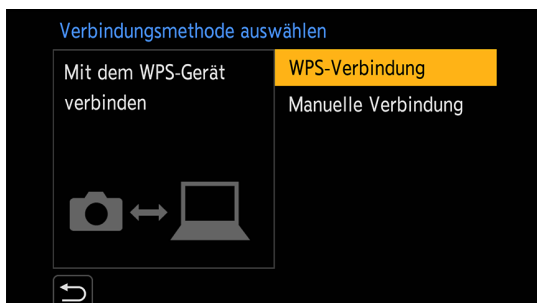 Verbindungsmethode auswählen
Mit dem WPS-Gerät
verbinden
WPS-Verbindung
Manuelle Verbindung